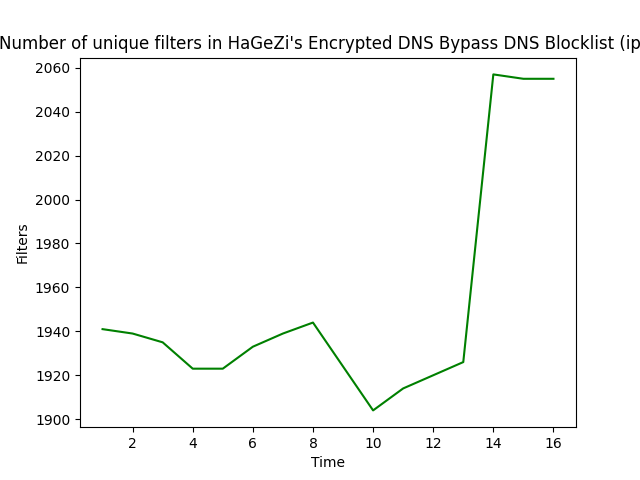 Number of unique filters in HaGeZi's Encrypted DNS Bypass DNS Blocklist (ip
2060
2040
2020
2000
1980
1960
1940
1920
1900
Filters
2 4 6 8 10 12 14 16
Time